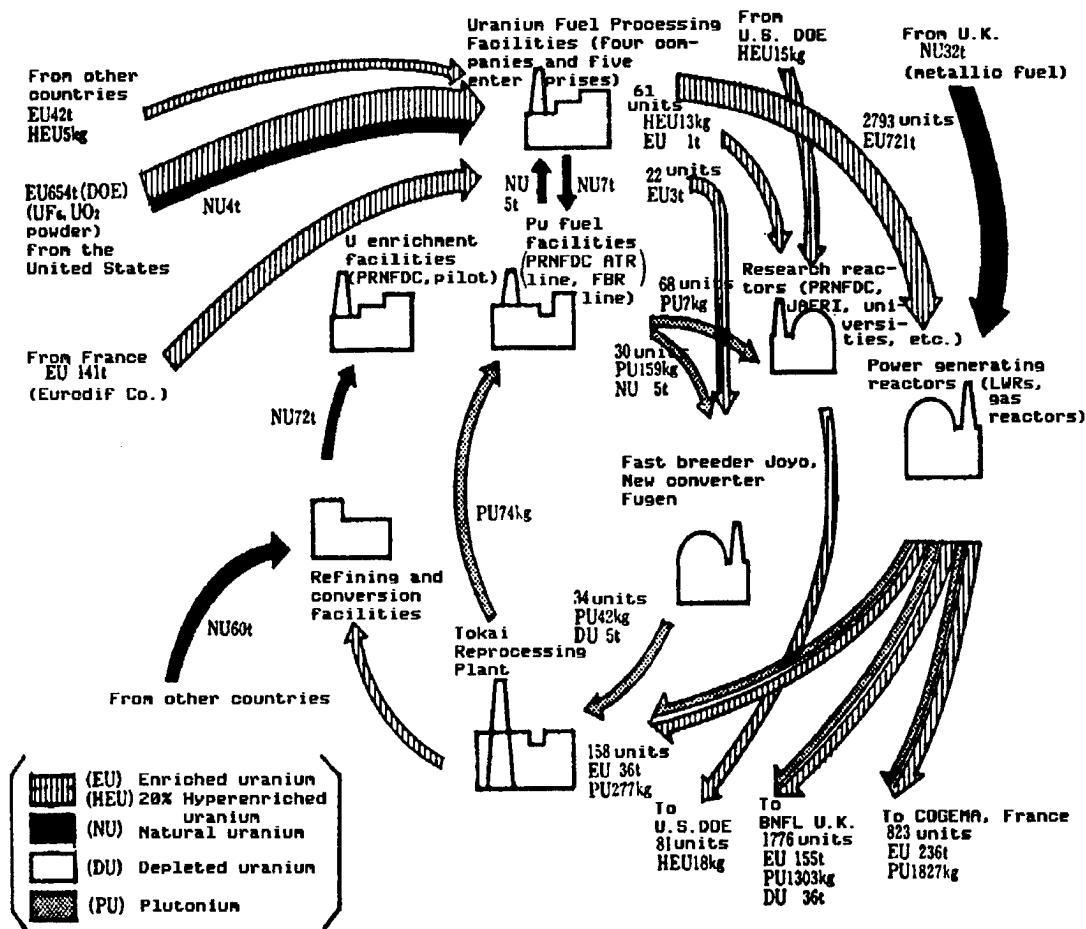 Uranium Fuel Processing
Facilities (four com-
panies and five
enter prises)
From
U.S. DOE
HEU15kg
From U.K.
NU32t
(metallic fuel)
From other
countries
EU42t
HEU5kg
61
units
HEU13kg
EU 1t
2793 units
EU721t
22 units
EU3t
EU654t (DOE)
(UF₆, UO₂
powder)
from the
United States
NU4t
NU
5t
NU7t
U enrichment
facilities
(PRNFDC, pilot)
Pu fuel
facilities
(PRNFDC ATR
line, FBR
line)
68 units
PU7kg
Research reac-
tors (PRNFDC,
JAERI, uni-
versi-
ties, etc.)
From France
EU 141t
(Eurodif Co.)
30 units
PU159kg
NU 5t
Power generating
reactors (LWRs,
gas
reactors)
NU72t
Fast breeder Joyo,
New converter
Fugen
PU74kg
Refining and
conversion
facilities
34 units
PU42kg
DU 5t
NU60t
Tokai
Reprocessing
Plant
From other countries
158 units
EU 36t
PU277kg
To
U.S.DOE
81units
HEU18kg
To
BNFL U.K.
1776 units
EU 155t
PU1303kg
DU 36t
To COGEMA, France
823 units
EU 236t
PU1827kg
(EU) Enriched uranium
(HEU) 20% Hyperenriched
uranium
(NU) Natural uranium
(DU) Depleted uranium
(PU) Plutonium